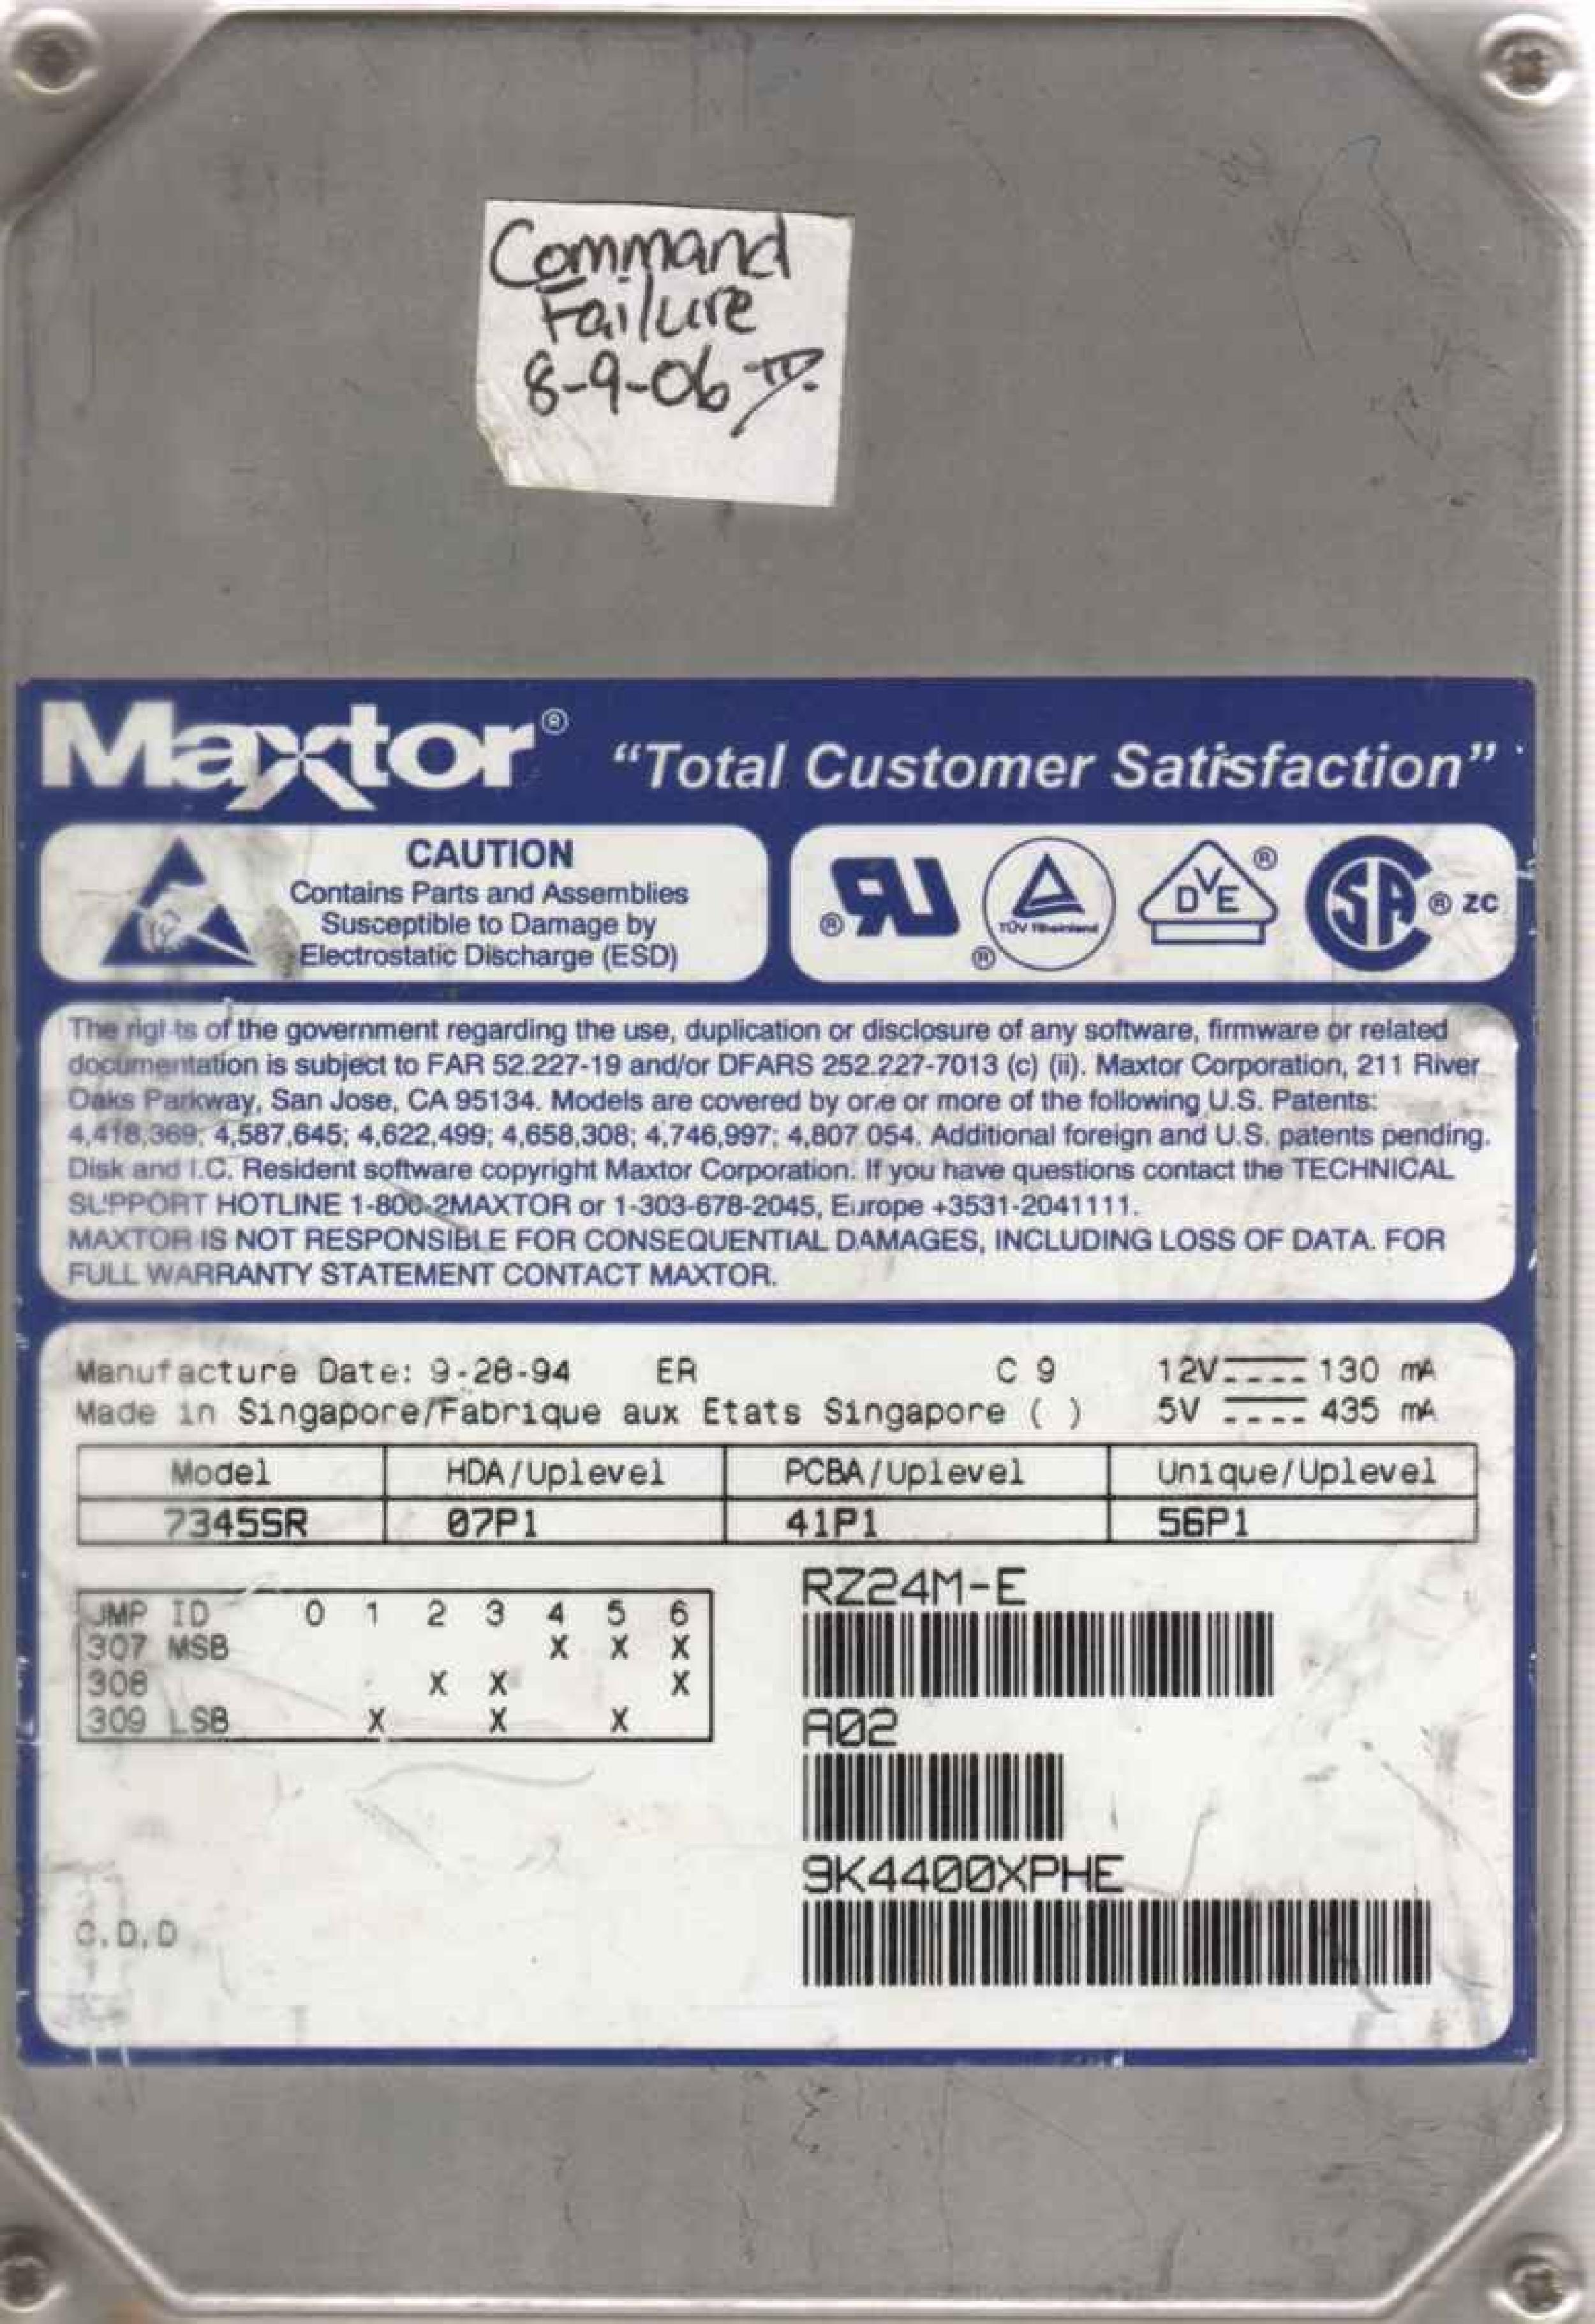 Command
Failure
8-9-06
Maxtor® "Total Customer Satisfaction"
CAUTION
Contains Parts and Assemblies
Susceptible to Damage by
Electrostatic Discharge (ESD)
® RU ® TÜV Rheinland DVE ® SA ® ZC
The rights of the government regarding the use, duplication or disclosure of any software, firmware or related
documentation is subject to FAR 52.227-19 and/or DFARS 252.227-7013 (c) (ii). Maxtor Corporation, 211 River
Oaks Parkway, San Jose, CA 95134. Models are covered by one or more of the following U.S. Patents:
4,418,369; 4,587,645; 4,622,499; 4,658,308; 4,746,997; 4,807 054. Additional foreign and U.S. patents pending.
Disk and I.C. Resident software copyright Maxtor Corporation. If you have questions contact the TECHNICAL
SUPPORT HOTLINE 1-800-2MAXTOR or 1-303-678-2045, Europe +3531-2041111.
MAXTOR IS NOT RESPONSIBLE FOR CONSEQUENTIAL DAMAGES, INCLUDING LOSS OF DATA. FOR
FULL WARRANTY STATEMENT CONTACT MAXTOR.
Manufacture Date: 9-28-94 ER C 9 12V 130 mA
Made in Singapore/Fabrique aux Etats Singapore ( ) 5V 435 mA
Model HDA/Uplevel PCBA/Uplevel Unique/Uplevel
7345SR 07P1 41P1 56P1
JMP ID 0 1 2 3 4 5 6
307 MSB X X X
308 X X X
309 LSB X X X
RZ24M-E
A02
9K4400XPHE
C.D.D